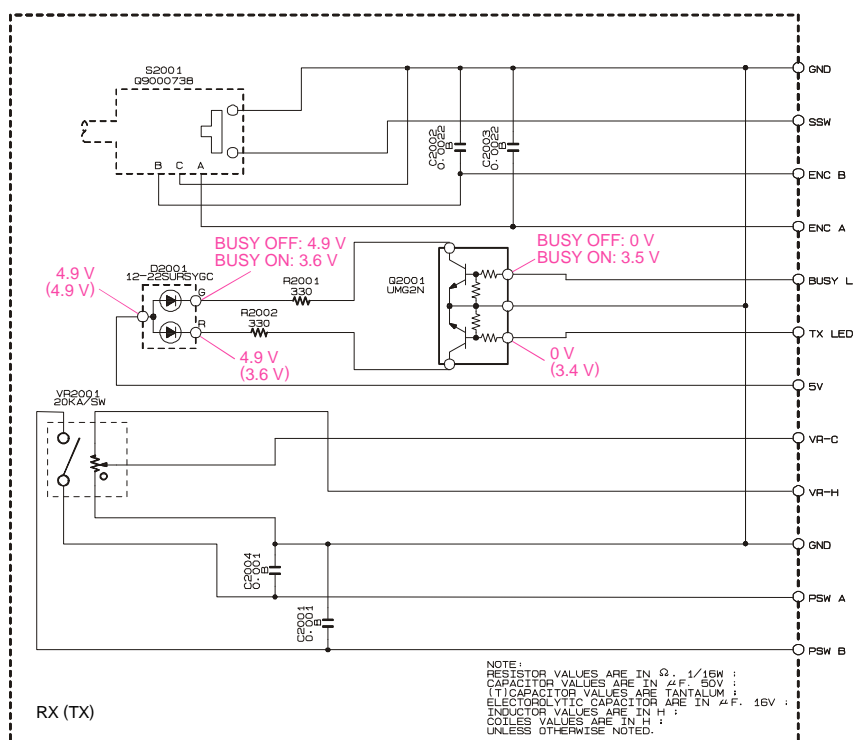 S2001
Q9000738
B C A
C2002
0.0022
B
C2003
0.0022
B
GND
SSW
ENC B
ENC A
BUSY L
TX LED
5V
VR-C
VR-H
GND
PSW A
PSW B
BUSY OFF: 4.9 V
BUSY ON: 3.6 V
BUSY OFF: 0 V
BUSY ON: 3.5 V
4.9 V
(4.9 V)
D2001
12-22SURSYGC
G
R
R2001
330
R2002
330
Q2001
UMG2N
4.9 V
(3.6 V)
0 V
(3.4 V)
VR2001
20KA/SW
C2004
0.001
B
C2001
0.001
B
NOTE:
RESISTOR VALUES ARE IN Ω, 1/16W ;
CAPACITOR VALUES ARE IN μF, 50V ;
(T)CAPACITOR VALUES ARE TANTALUM ;
ELECTOROLYTIC CAPACITOR ARE IN μF, 16V ;
INDUCTOR VALUES ARE IN H ;
COILES VALUES ARE IN H ;
UNLESS OTHERWISE NOTED.
RX (TX)